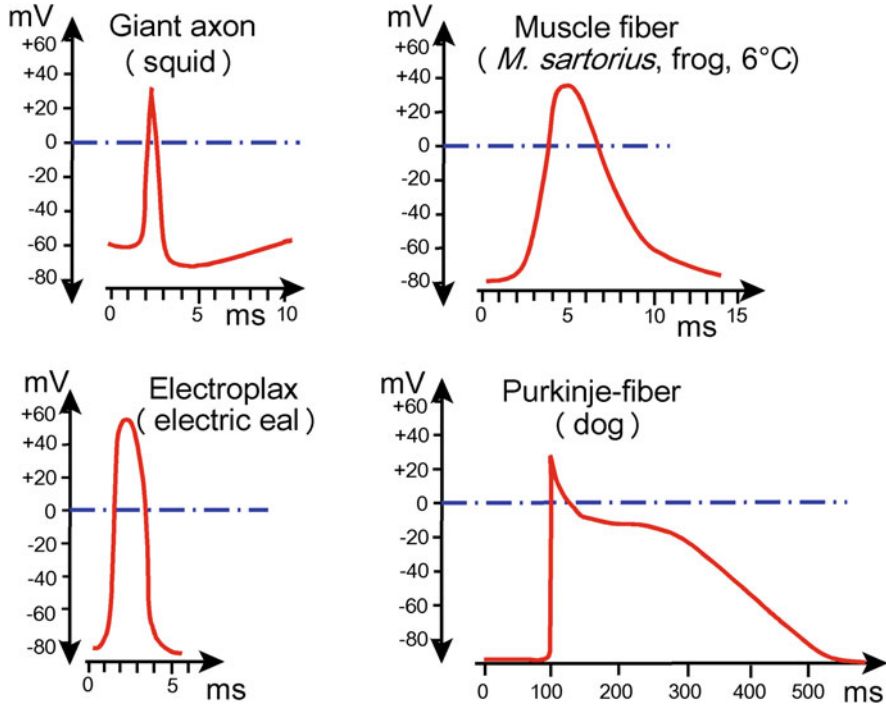 mV
Giant axon
( squid )
+60
+40
+20
0
-20
-40
-60
-80
0 5 10
ms
mV
Muscle fiber
( M. sartorius, frog, 6°C)
+60
+40
+20
0
-20
-40
-60
-80
0 5 10 15
ms
mV
Electroplax
( electric eal )
+60
+40
+20
0
-20
-40
-60
-80
0 5 ms
mV
Purkinje-fiber
( dog )
+60
+40
+20
0
-20
-40
-60
-80
0 100 200 300 400 500 ms